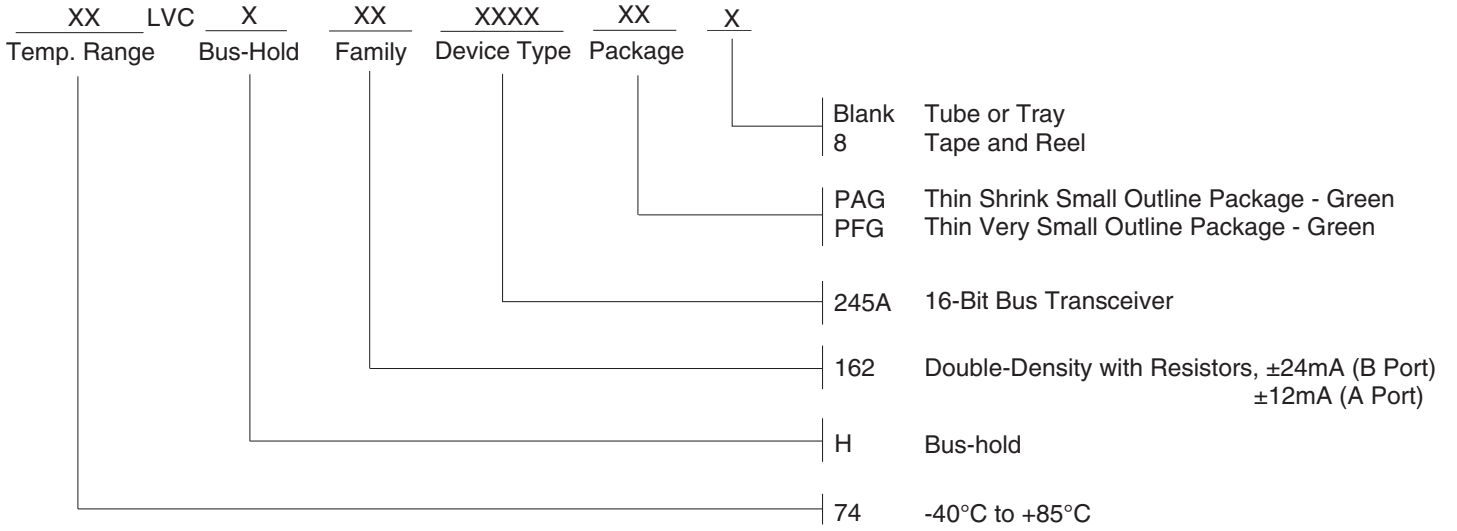 XX LVC X XX XXXX XX X
Temp. Range Bus-Hold Family Device Type Package
Blank Tube or Tray
8 Tape and Reel
PAG Thin Shrink Small Outline Package - Green
PFG Thin Very Small Outline Package - Green
245A 16-Bit Bus Transceiver
162 Double-Density with Resistors, ±24mA (B Port)
±12mA (A Port)
H Bus-hold
74 -40°C to +85°C